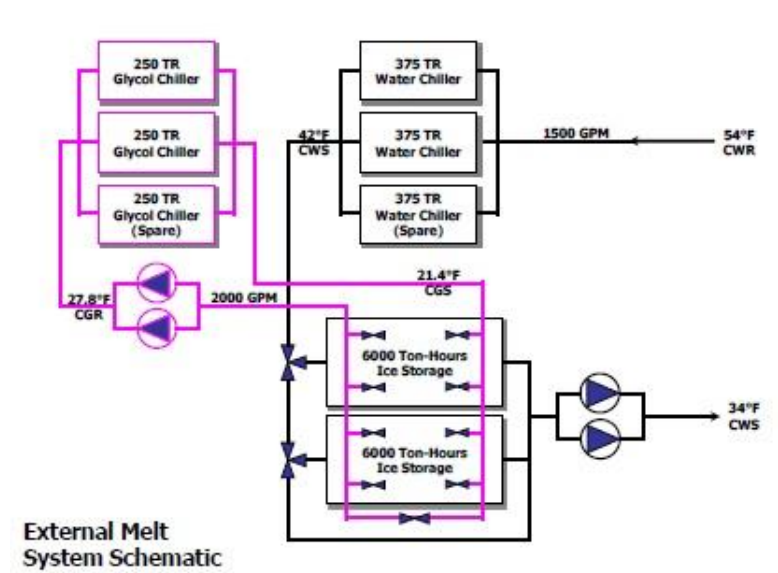 250 TR
Glycol Chiller
375 TR
Water Chiller
250 TR
Glycol Chiller
42°F
CWS
375 TR
Water Chiller
1500 GPM
54°F
CWR
250 TR
Glycol Chiller
(Spare)
375 TR
Water Chiller
(Spare)
27.8°F
CGR
2000 GPM
21.4°F
CGS
6000 Ton-Hours
Ice Storage
34°F
CWS
6000 Ton-Hours
Ice Storage
External Melt
System Schematic